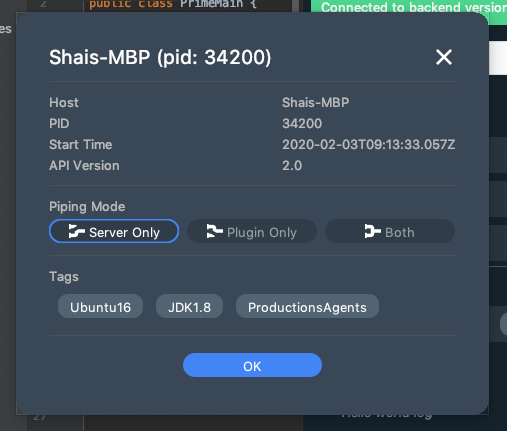 2 public class PrimeMain {
Connected to backend version
es
Shais-MBP (pid: 34200)
Host Shais-MBP
PID 34200
Start Time 2020-02-03T09:13:33.057Z
API Version 2.0
Piping Mode
Server Only Plugin Only Both
Tags
Ubuntu16 JDK1.8 ProductionsAgents
OK
27 Hello world log